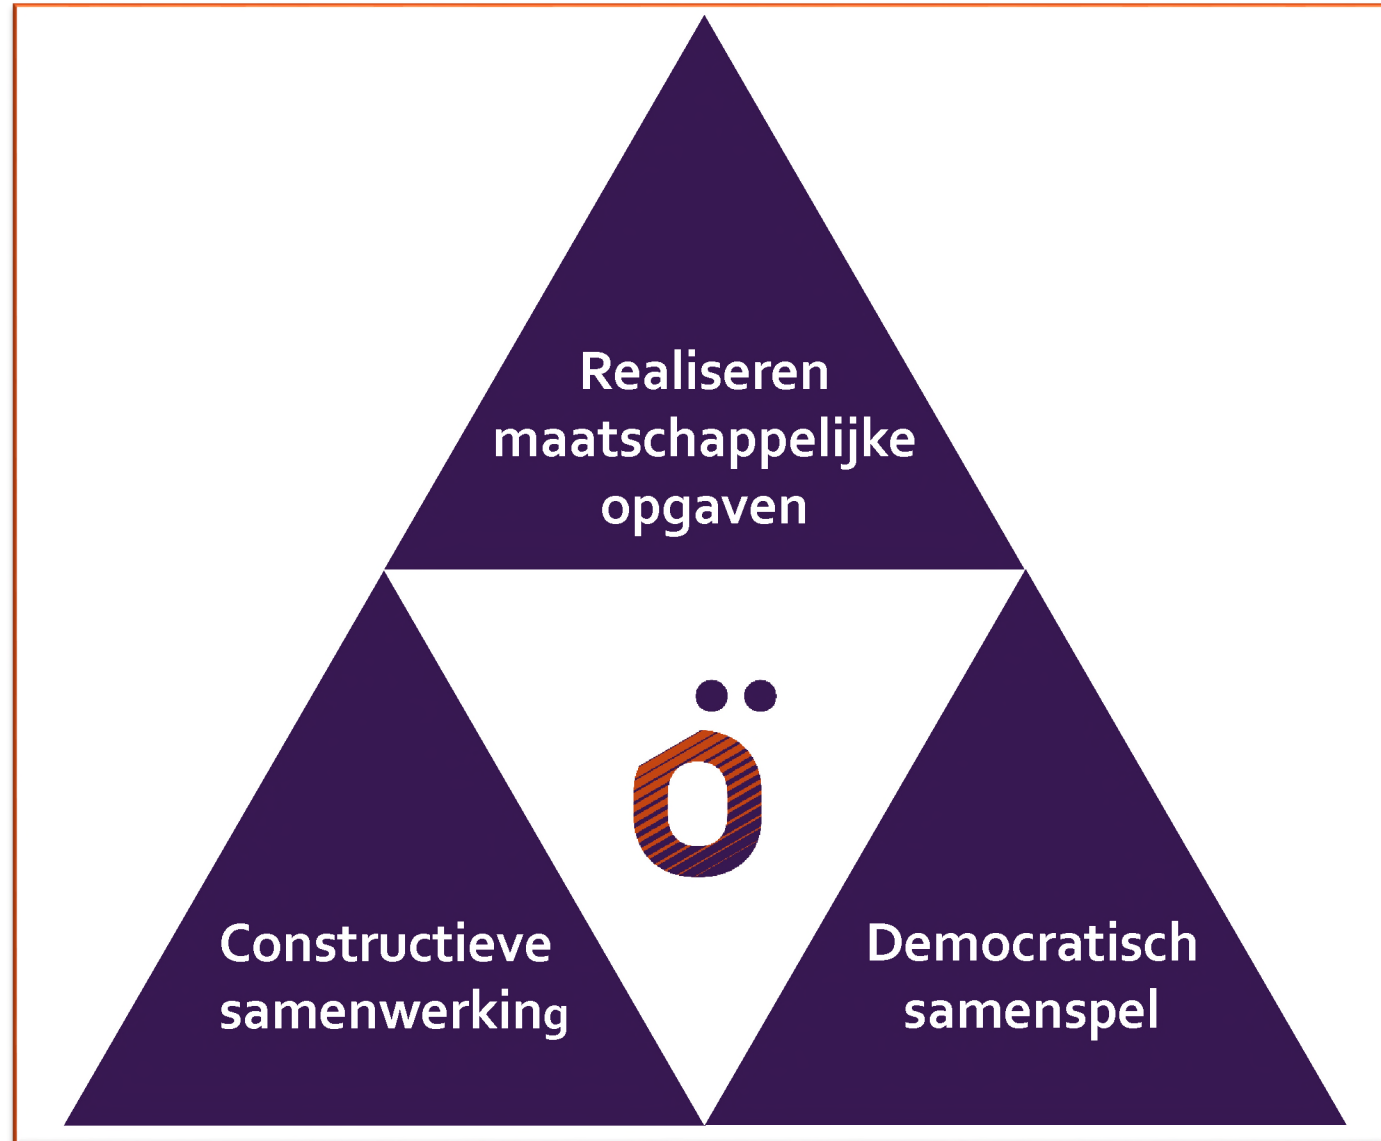 Realiseren
maatschappelijke
opgaven
ö
Constructieve
samenwerking
Democratisch
samenspel